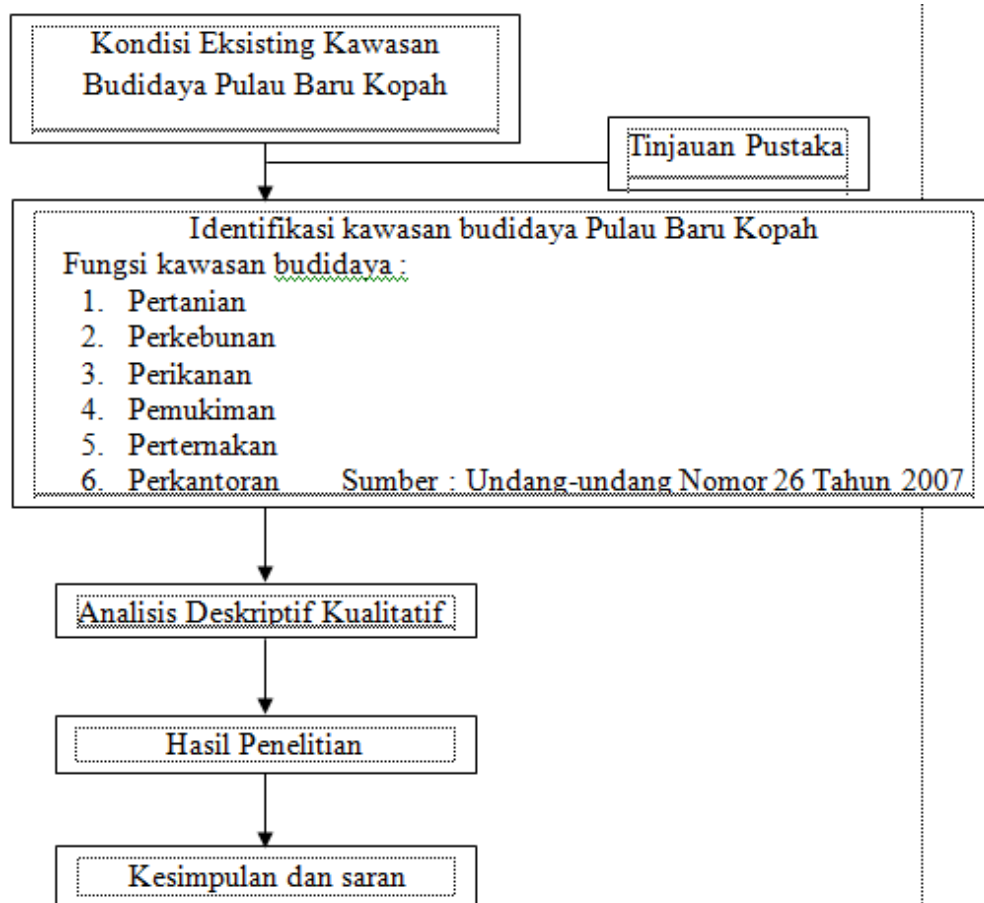 Kondisi Eksisting Kawasan
Budidaya Pulau Baru Kopah
Tinjauan Pustaka
Identifikasi kawasan budidaya Pulau Baru Kopah
Fungsi kawasan budidaya :
1. Pertanian
2. Perkebunan
3. Perikanan
4. Pemukiman
5. Perternakan
6. Perkantoran Sumber : Undang-undang Nomor 26 Tahun 2007
Analisis Deskriptif Kualitatif
Hasil Penelitian
Kesimpulan dan saran